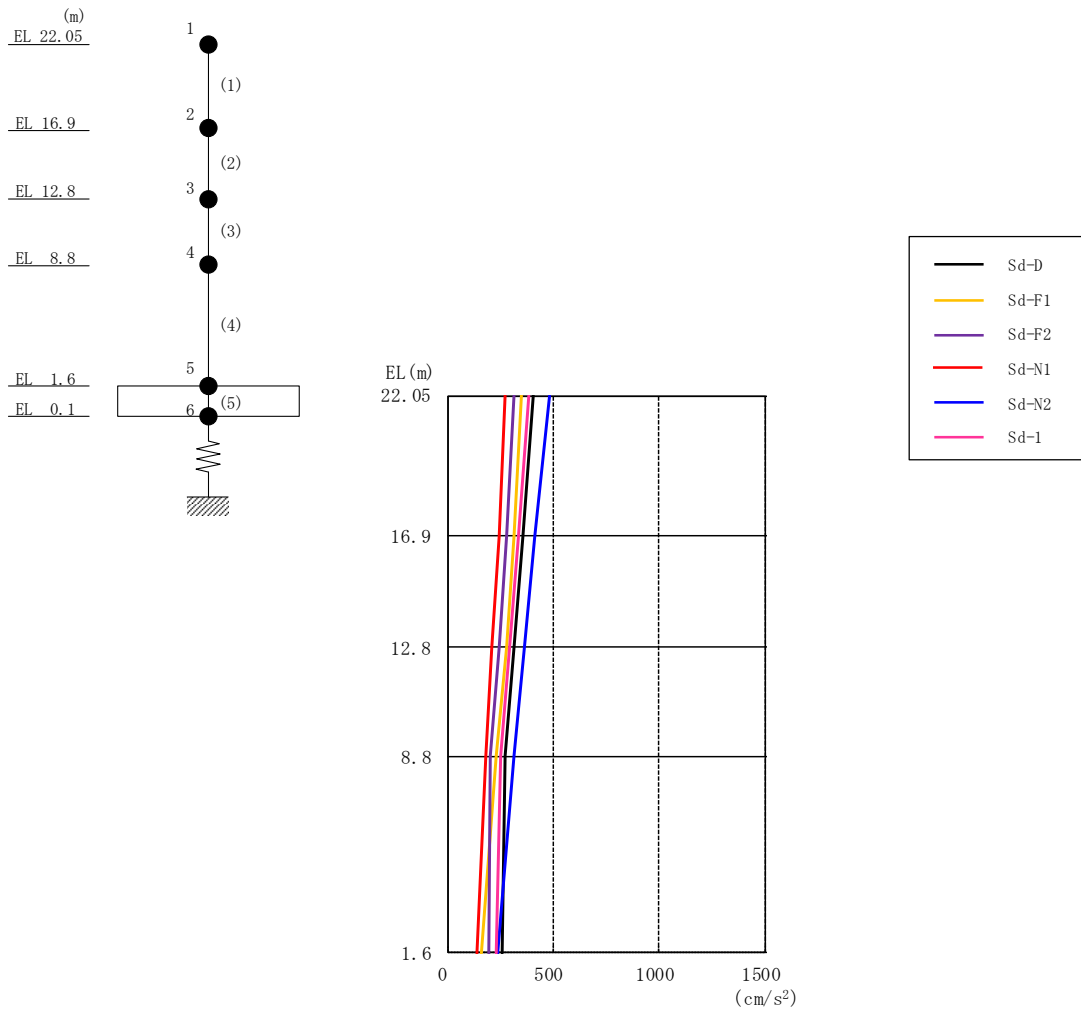 (m)
EL 22.05
1
(1)
EL 16.9
2
(2)
EL 12.8
3
(3)
EL 8.8
4
(4)
EL 1.6
5
(5)
EL 0.1
6
EL(m)
22.05
16.9
12.8
8.8
1.6
0 500 1000 1500
(cm/s²)
Sd-D
Sd-F1
Sd-F2
Sd-N1
Sd-N2
Sd-1